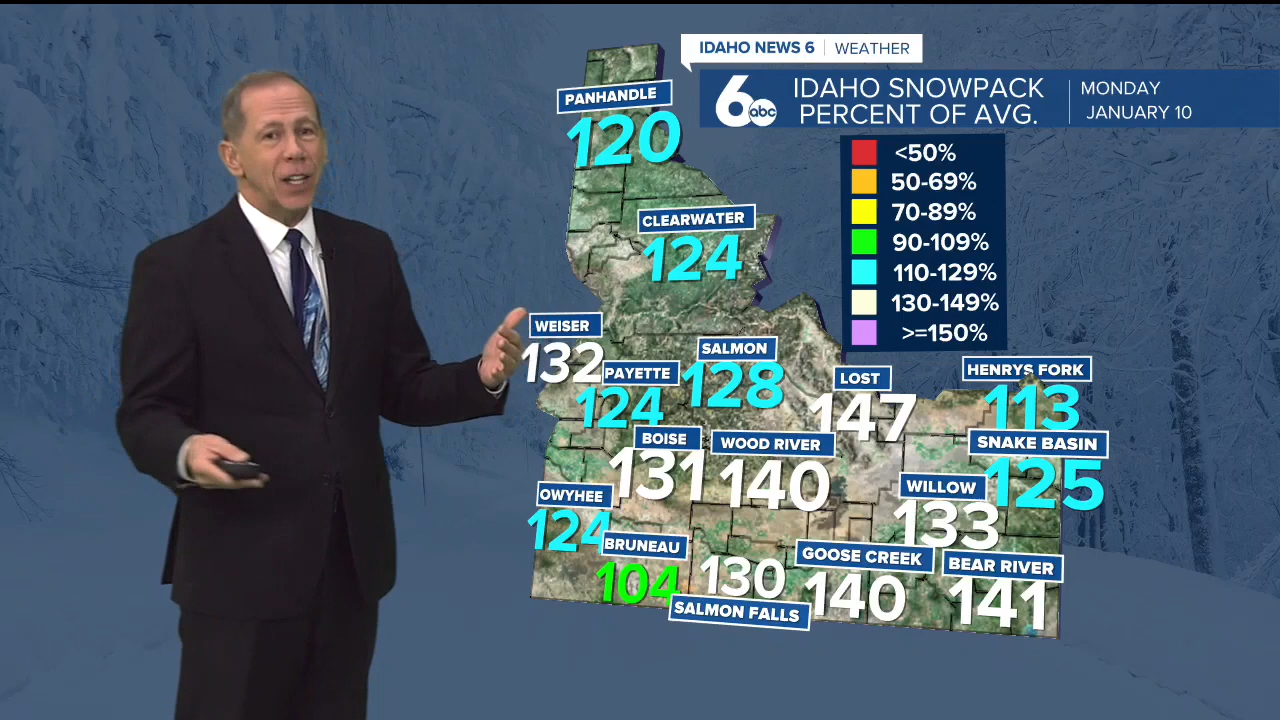 IDAHO NEWS 6 | WEATHER
6 abc
IDAHO SNOWPACK
PERCENT OF AVG.
MONDAY
JANUARY 10
<50%
50-69%
70-89%
90-109%
110-129%
130-149%
>=150%
PANHANDLE
120
CLEARWATER
124
WEISER
132
PAYETTE
124
SALMON
128
LOST
147
HENRYS FORK
113
BOISE
131
WOOD RIVER
140
SNAKE BASIN
125
OWYHEE
124
WILLOW
133
BRUNEAU
104
130
SALMON FALLS
GOOSE CREEK
140
BEAR RIVER
141